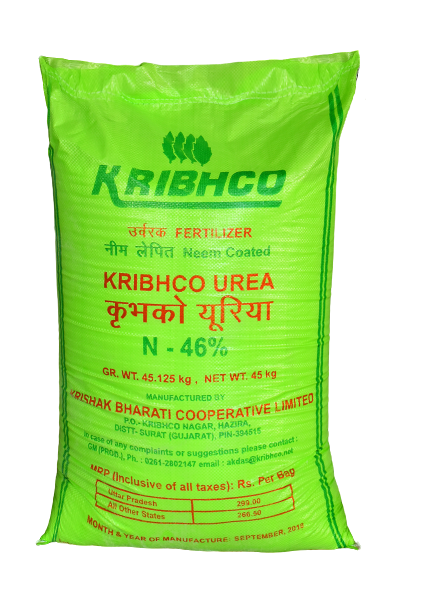 KRIBHCO
उर्वरक FERTILIZER
नीम लेपित Neem Coated
KRIBHCO UREA
कृभको यूरिया
N - 46%
GR. WT. 45.125 kg , NET WT. 45 kg
MANUFACTURED BY
KRISHAK BHARATI COOPERATIVE LIMITED
P.O.- KRIBHCO NAGAR, HAZIRA,
DISTT- SURAT (GUJARAT), PIN-394515
In case of any complaints or suggestions please contact :
GM (PROD.), Ph. : 0261-2802147 email : akdas@kribhco.net
MRP (Inclusive of all taxes): Rs. Per Bag
Uttar Pradesh 299.00
All Other States 266.50
MONTH & YEAR OF MANUFACTURE: SEPTEMBER,